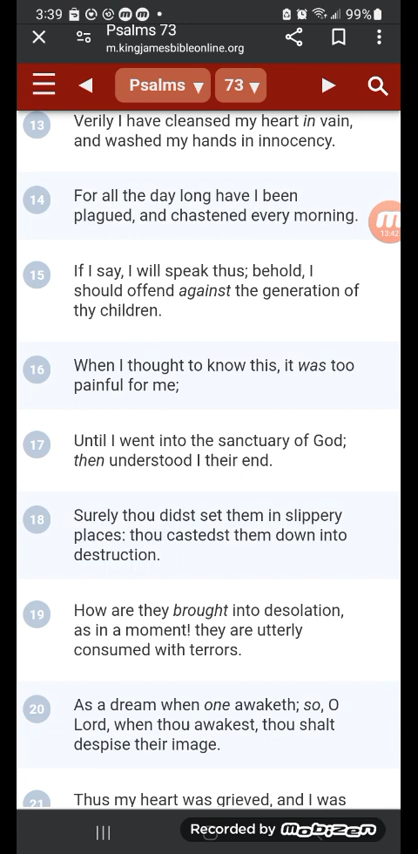 3:39
99%
Psalms 73
m.kingjamesbibleonline.org
Psalms ▼ 73 ▼
13 Verily I have cleansed my heart in vain,
and washed my hands in innocency.
14 For all the day long have I been
plagued, and chastened every morning.
13:42
15 If I say, I will speak thus; behold, I
should offend against the generation of
thy children.
16 When I thought to know this, it was too
painful for me;
17 Until I went into the sanctuary of God;
then understood I their end.
18 Surely thou didst set them in slippery
places: thou castedst them down into
destruction.
19 How are they brought into desolation,
as in a moment! they are utterly
consumed with terrors.
20 As a dream when one awaketh; so, O
Lord, when thou awakest, thou shalt
despise their image.
21 Thus my heart was grieved, and I was
Recorded by mobizen